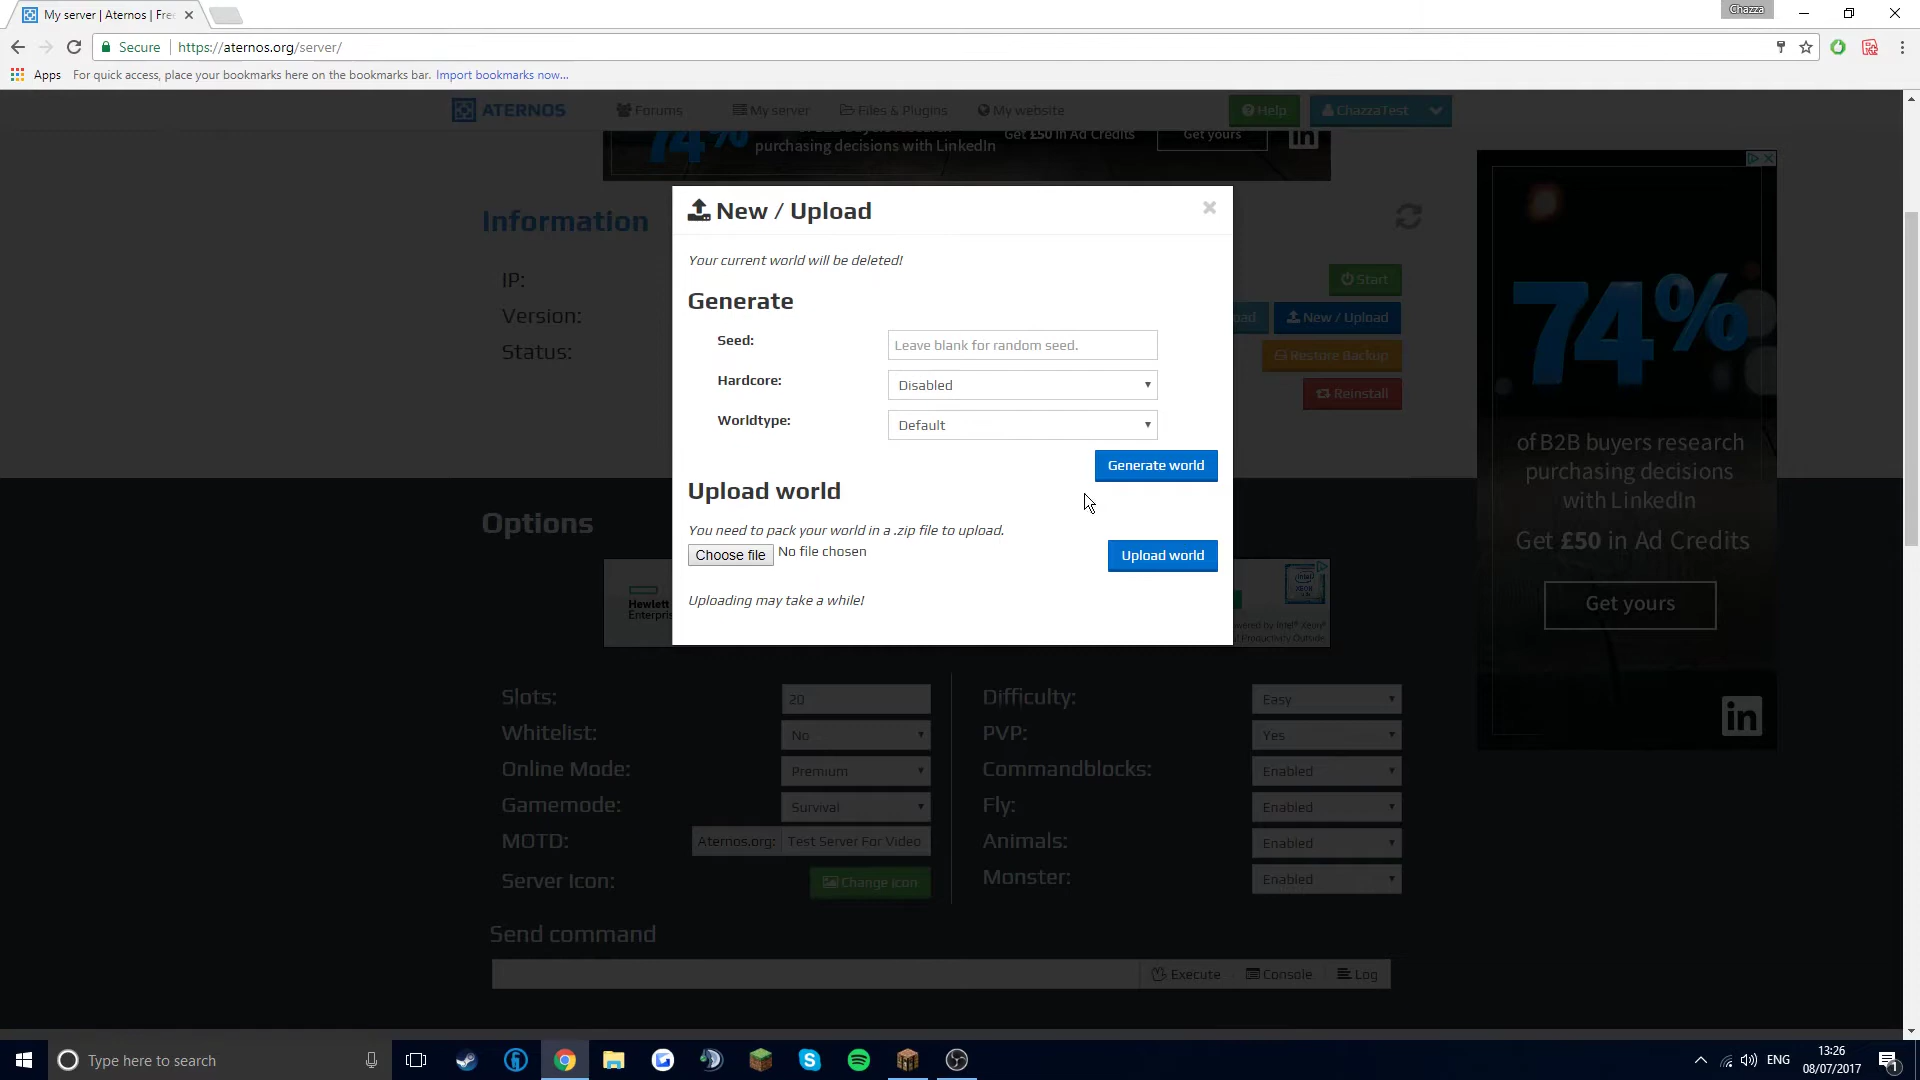 My server | Aternos | Fre
Chazza
Secure https://aternos.org/server/
Apps For quick access, place your bookmarks here on the bookmarks bar. Import bookmarks now...
ATERNOS Forums My server Files & Plugins My website Help ChazzaTest
74% purchasing decisions with LinkedIn Get £50 in Ad Credits Get yours in
Information
IP:
Version:
Status:
Start
New / Upload
Restore Backup
Reinstall
New / Upload ×
Your current world will be deleted!
Generate
Seed: Leave blank for random seed.
Hardcore: Disabled
Worldtype: Default
Generate world
Upload world
You need to pack your world in a .zip file to upload.
Choose file No file chosen
Upload world
Uploading may take a while!
74%
of B2B buyers research
purchasing decisions
with LinkedIn
Get £50 in Ad Credits
Get yours
in
Options
Hewlett
Enterpris
Slots: 20
Whitelist: No
Online Mode: Premium
Gamemode: Survival
MOTD: Aternos.org: Test Server For Video
Server Icon: Change icon
Difficulty: Easy
PVP: Yes
Commandblocks: Enabled
Fly: Enabled
Animals: Enabled
Monster: Enabled
Send command
Execute Console Log
Type here to search
ENG
13:26
08/07/2017
1